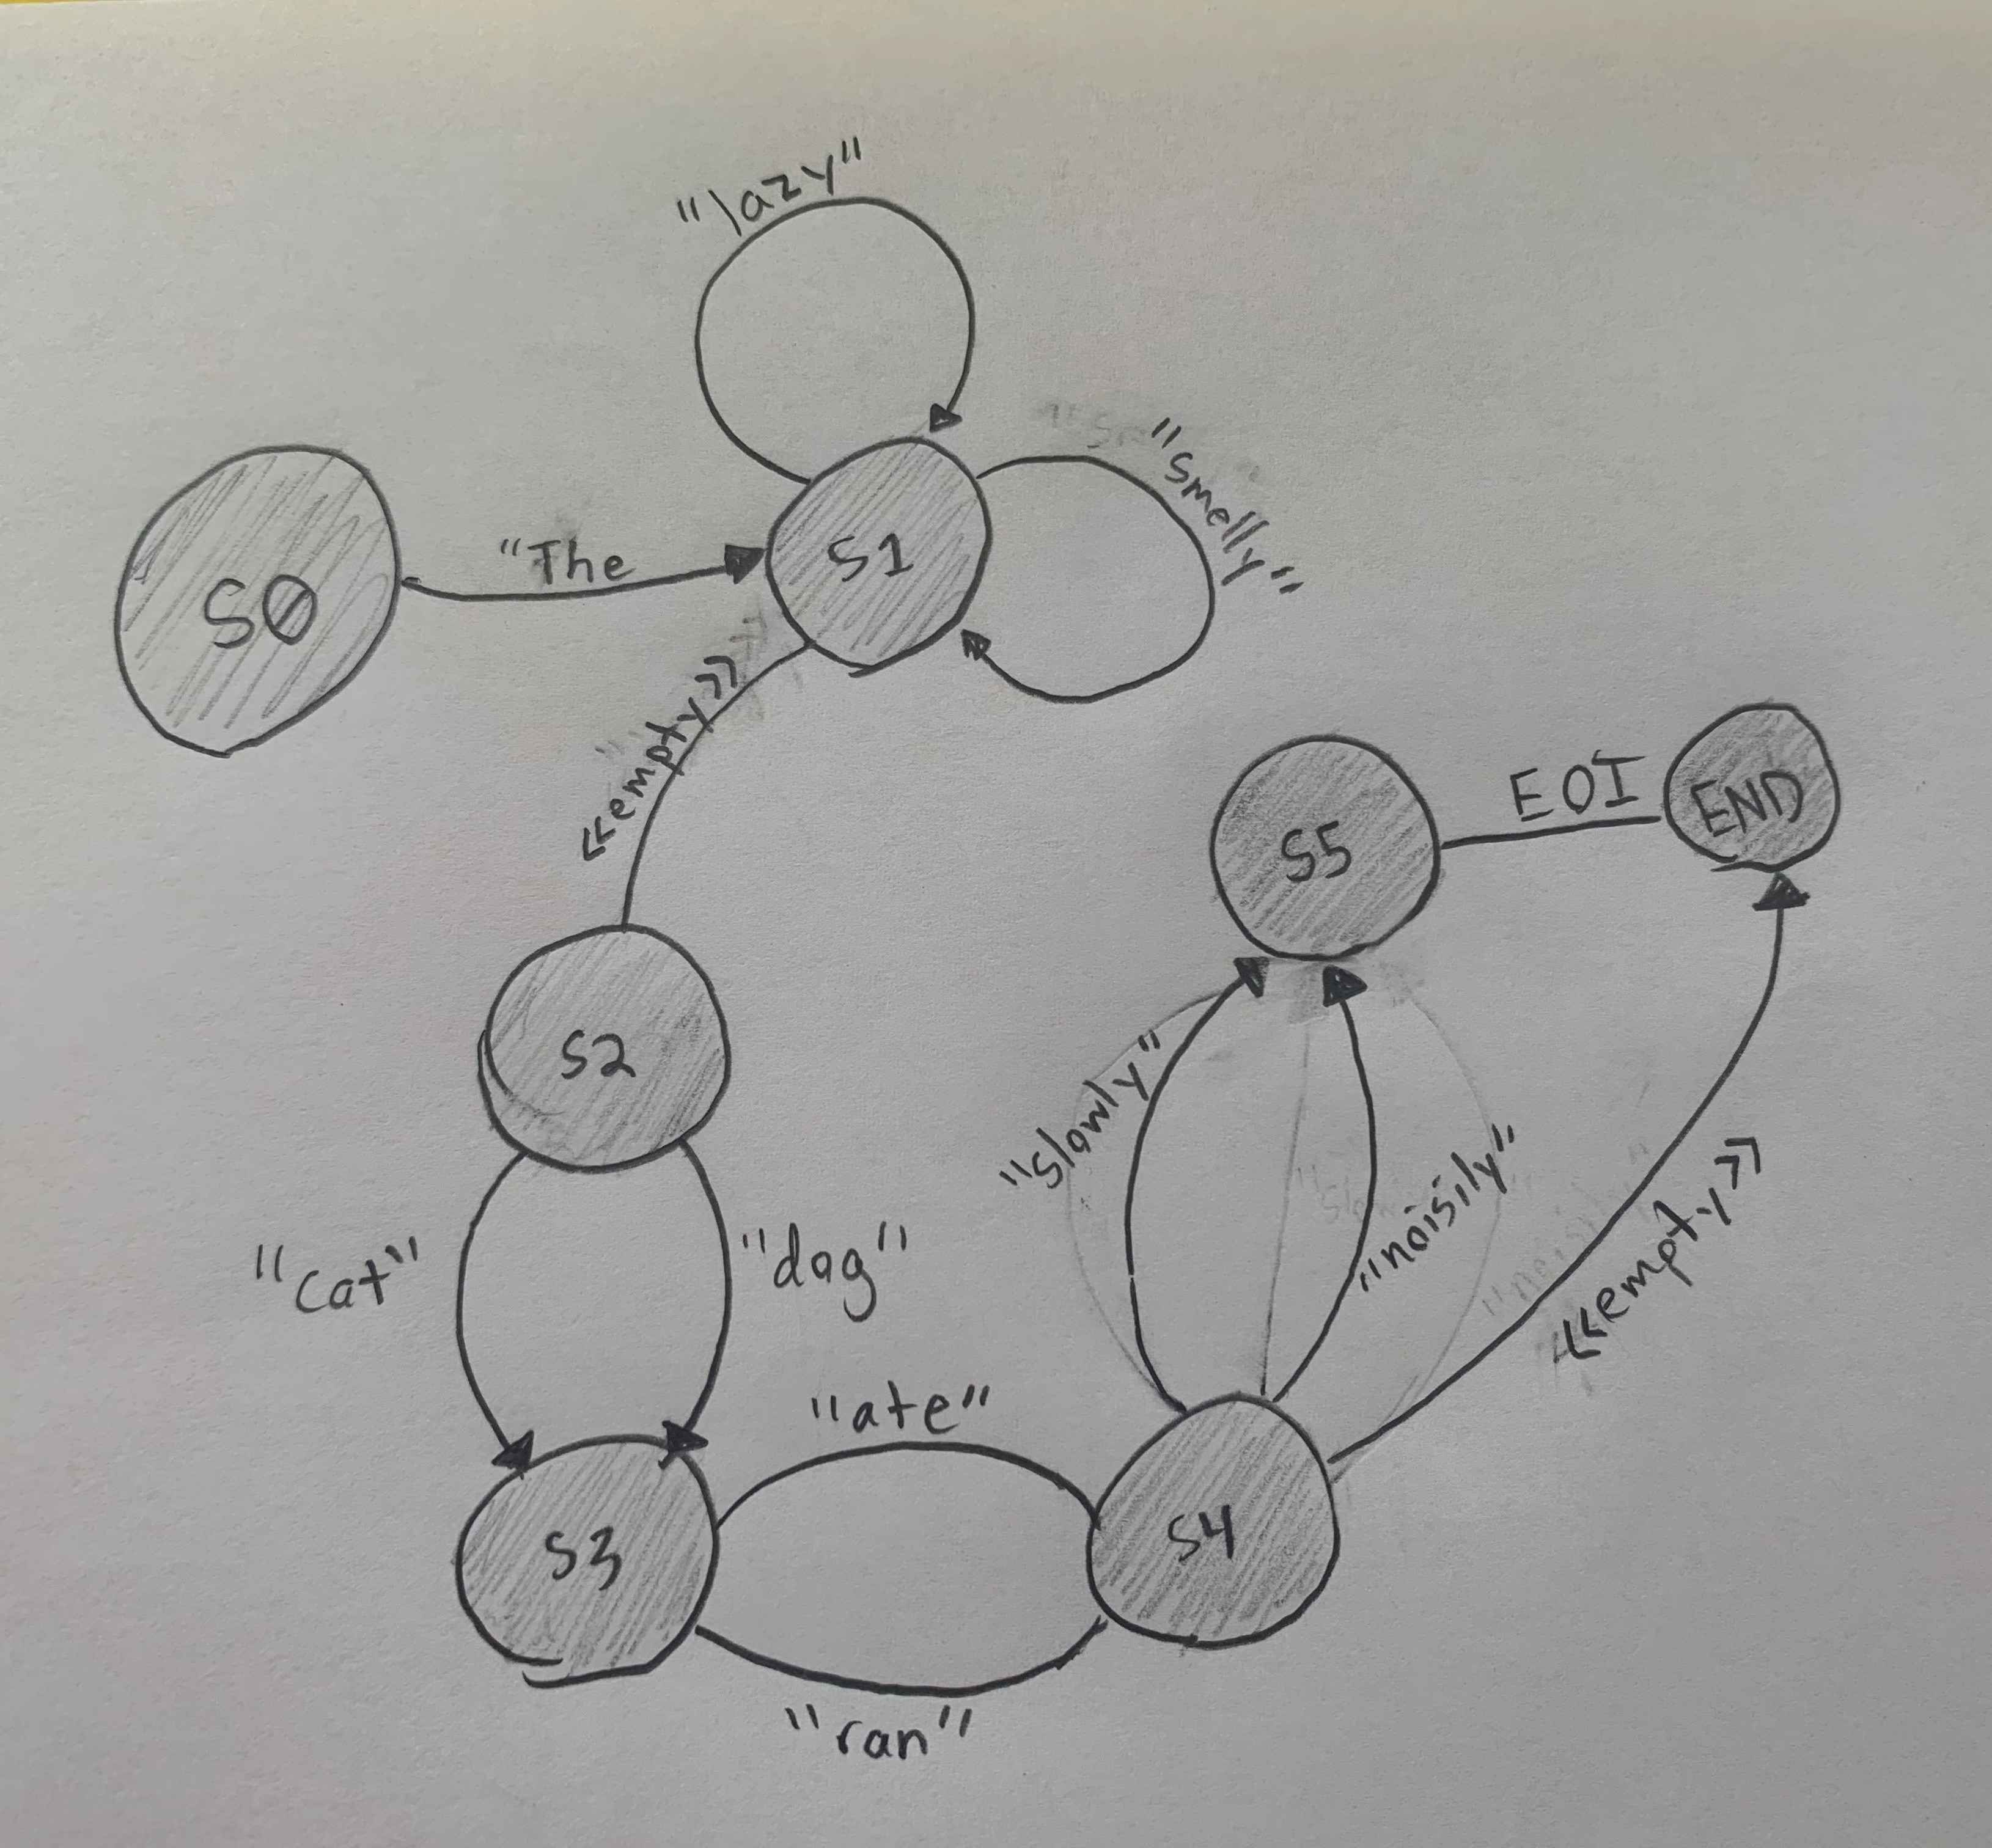 "lazy"
"smelly"
"The
S0
S1
<<empty>>
S5
EOI
END
S2
"slowly"
"noisily"
<<empty>>
"cat"
"dog"
"ate"
S3
S4
"ran"